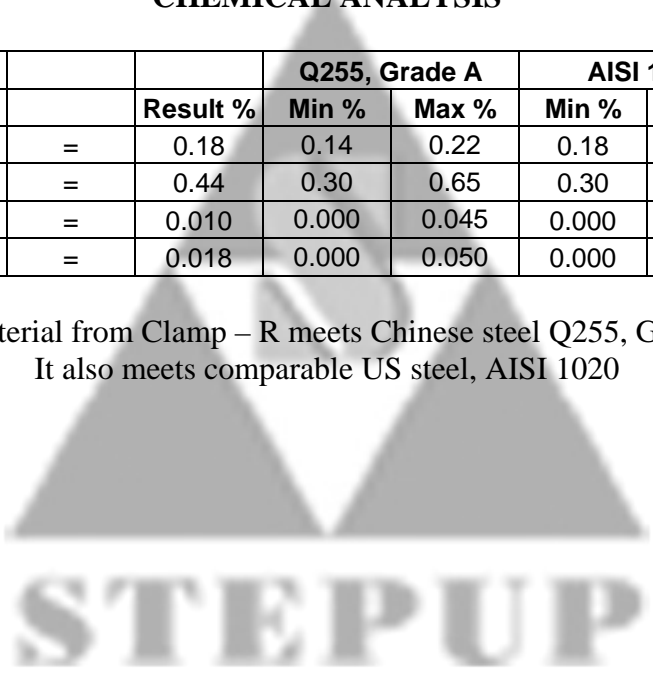 CHEMICAL ANALYSIS
Q255, Grade A AISI
Result % Min % Max % Min %
= 0.18 0.14 0.22 0.18
= 0.44 0.30 0.65 0.30
= 0.010 0.000 0.045 0.000
= 0.018 0.000 0.050 0.000
from Clamp – R meets Chinese steel Q255,
It also meets comparable US steel, AISI 1020
S
STEPUP